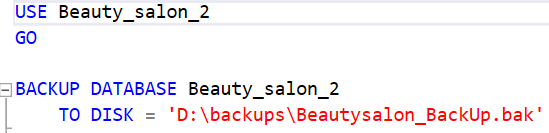 USE Beauty_salon_2
GO
BACKUP DATABASE Beauty_salon_2
TO DISK = 'D:\backups\Beautysalon_BackUp.bak'